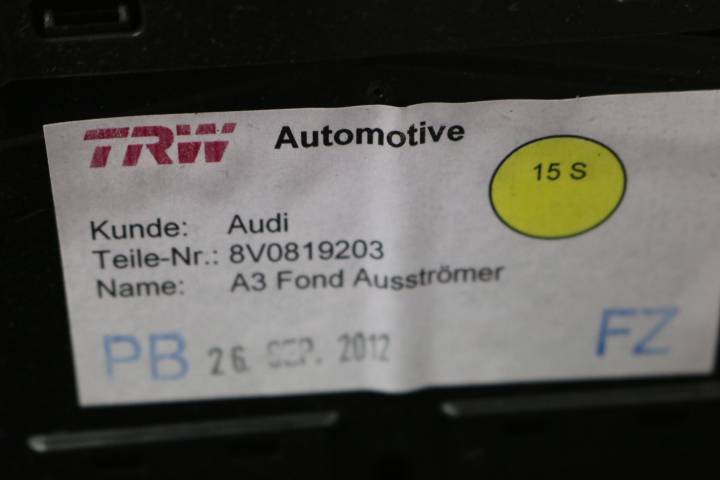 TRW Automotive
15 S
Kunde: Audi
Teile-Nr.: 8V0819203
Name: A3 Fond Ausströmer
PB 26. SEP. 2012 FZ